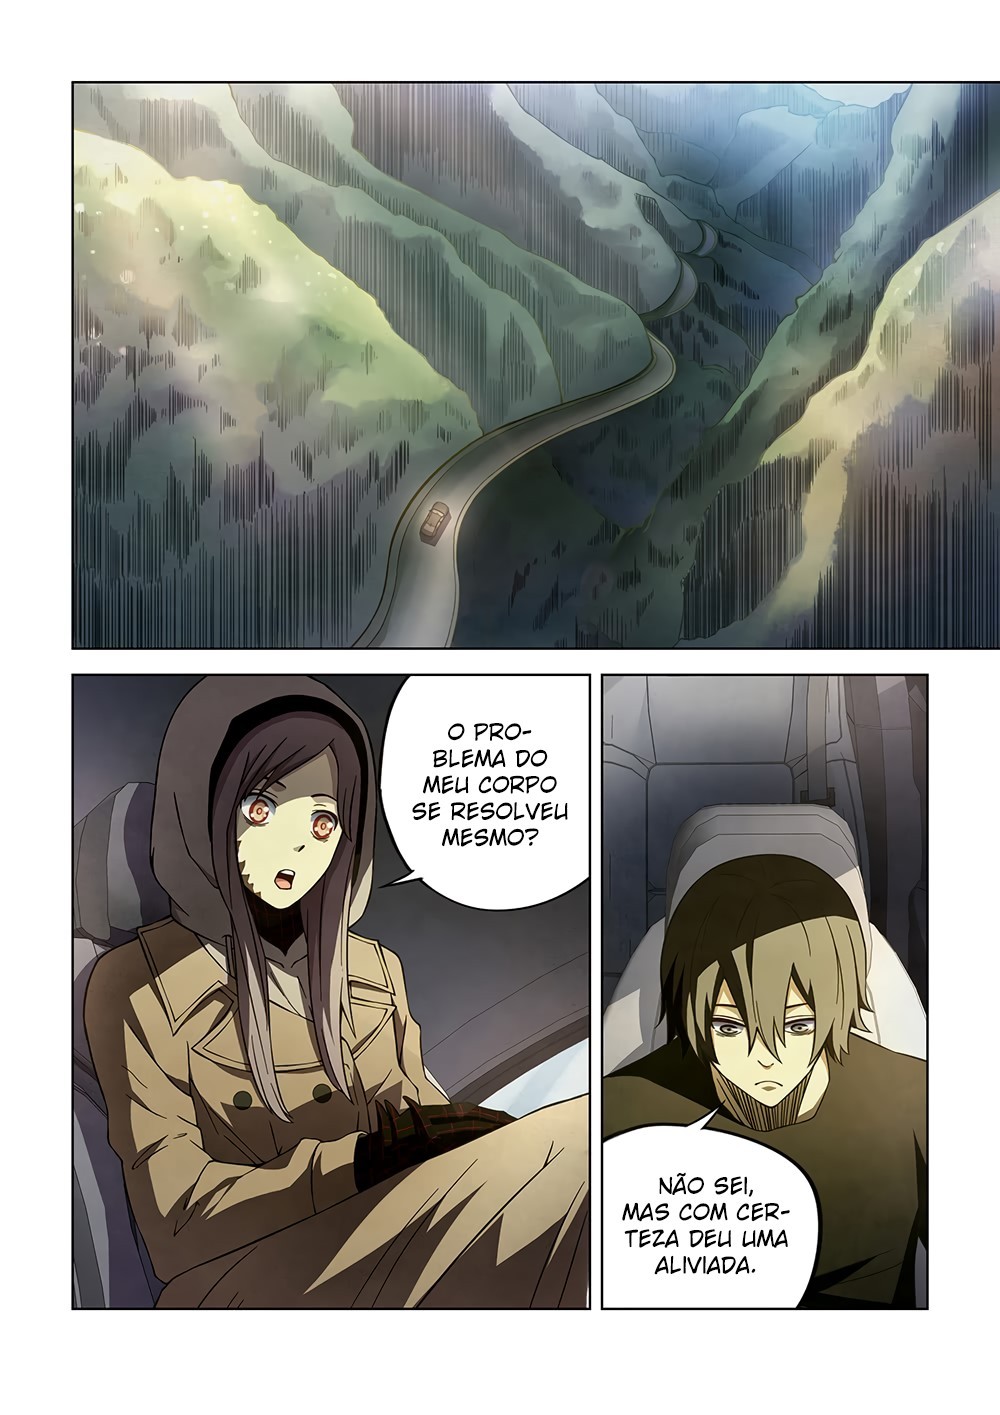 O PRO-
BLEMA DO
MEU CORPO
SE RESOLVEU
MESMO?
NÃO SEI,
MAS COM CER-
TEZA DEU UMA
ALIVIADA.